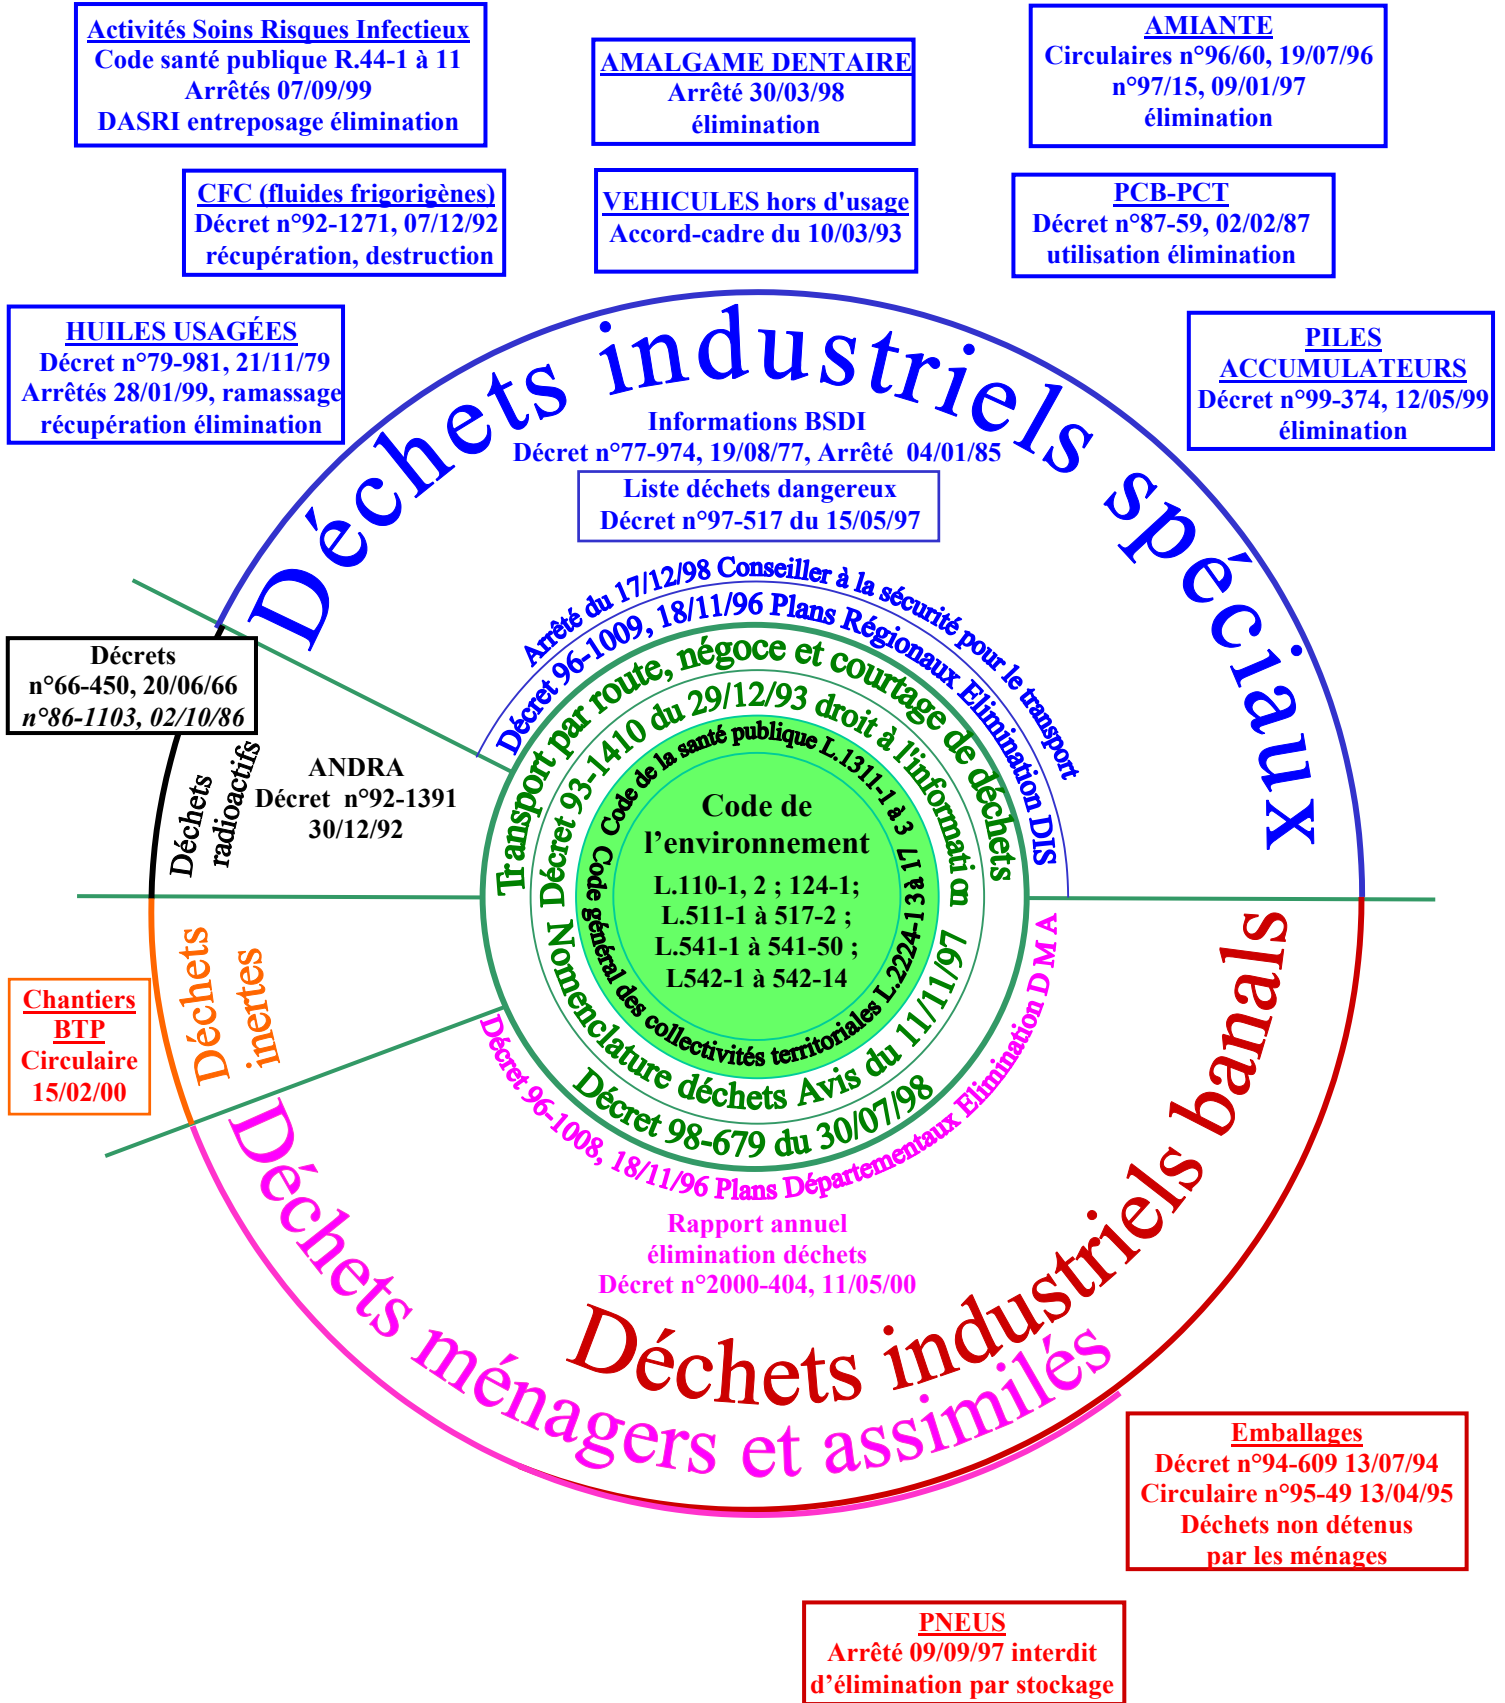 Activités Soins Risques Infectieux
Code santé publique R.44-1 à 11
Arrêtés 07/09/99
DASRI entreposage élimination
AMALGAME DENTAIRE
Arrêté 30/03/98
élimination
AMIANTE
Circulaires n°96/60, 19/07/96
n°97/15, 09/01/97
élimination
CFC (fluides frigorigènes)
Décret n°92-1271, 07/12/92
récupération, destruction
VEHICULES hors d'usage
Accord-cadre du 10/03/93
PCB-PCT
Décret n°87-59, 02/02/87
utilisation élimination
HUILES USAGÉES
Décret n°79-981, 21/11/79
Arrêtés 28/01/99, ramassage
récupération élimination
PILES
ACCUMULATEURS
Décret n°99-374, 12/05/99
élimination
Déchets industriels spéciaux
Informations BSDI
Décret n°77-974, 19/08/77, Arrêté 04/01/85
Liste déchets dangereux
Décret n°97-517 du 15/05/97
Arrêté du 17/12/98 Conseiller à la sécurité pour le transport
Décret 96-1009, 18/11/96 Plans Régionaux Elimination DIS
Transport par route, négoce et courtage de déchets
Décret 93-1410 du 29/12/93 droit à l'information
Code de la santé publique L.1311-1 à 3
Code de
l'environnement
L.110-1, 2 ; 124-1;
L.511-1 à 517-2 ;
L.541-1 à 541-50 ;
L542-1 à 542-14
Code général des collectivités territoriales L.2224-13 à 17
Nomenclature déchets Avis du 11/11/97
Décret 98-679 du 30/07/98
Décret 96-1008, 18/11/96 Plans Départementaux Elimination D M A
Rapport annuel
élimination déchets
Décret n°2000-404, 11/05/00
Décrets
n°66-450, 20/06/66
n°86-1103, 02/10/86
Déchets
radioactifs
ANDRA
Décret n°92-1391
30/12/92
Déchets
inertes
Chantiers
BTP
Circulaire
15/02/00
Déchets industriels banals
Déchets ménagers et assimilés
Emballages
Décret n°94-609 13/07/94
Circulaire n°95-49 13/04/95
Déchets non détenus
par les ménages
PNEUS
Arrêté 09/09/97 interdit
d'élimination par stockage